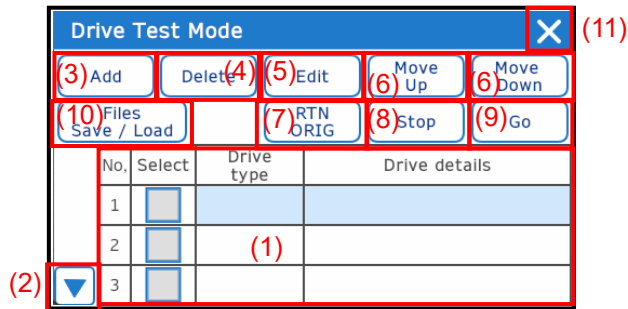 Drive Test Mode
(11)
(3) Add
Delete (4)
(5) Edit
(6) Move
Up
(6) Move
Down
(10) Files
Save / Load
(7) RTN
ORIG
(8) Stop
(9) Go
No,
Select
Drive
type
Drive details
1
2
(1)
(2)
3